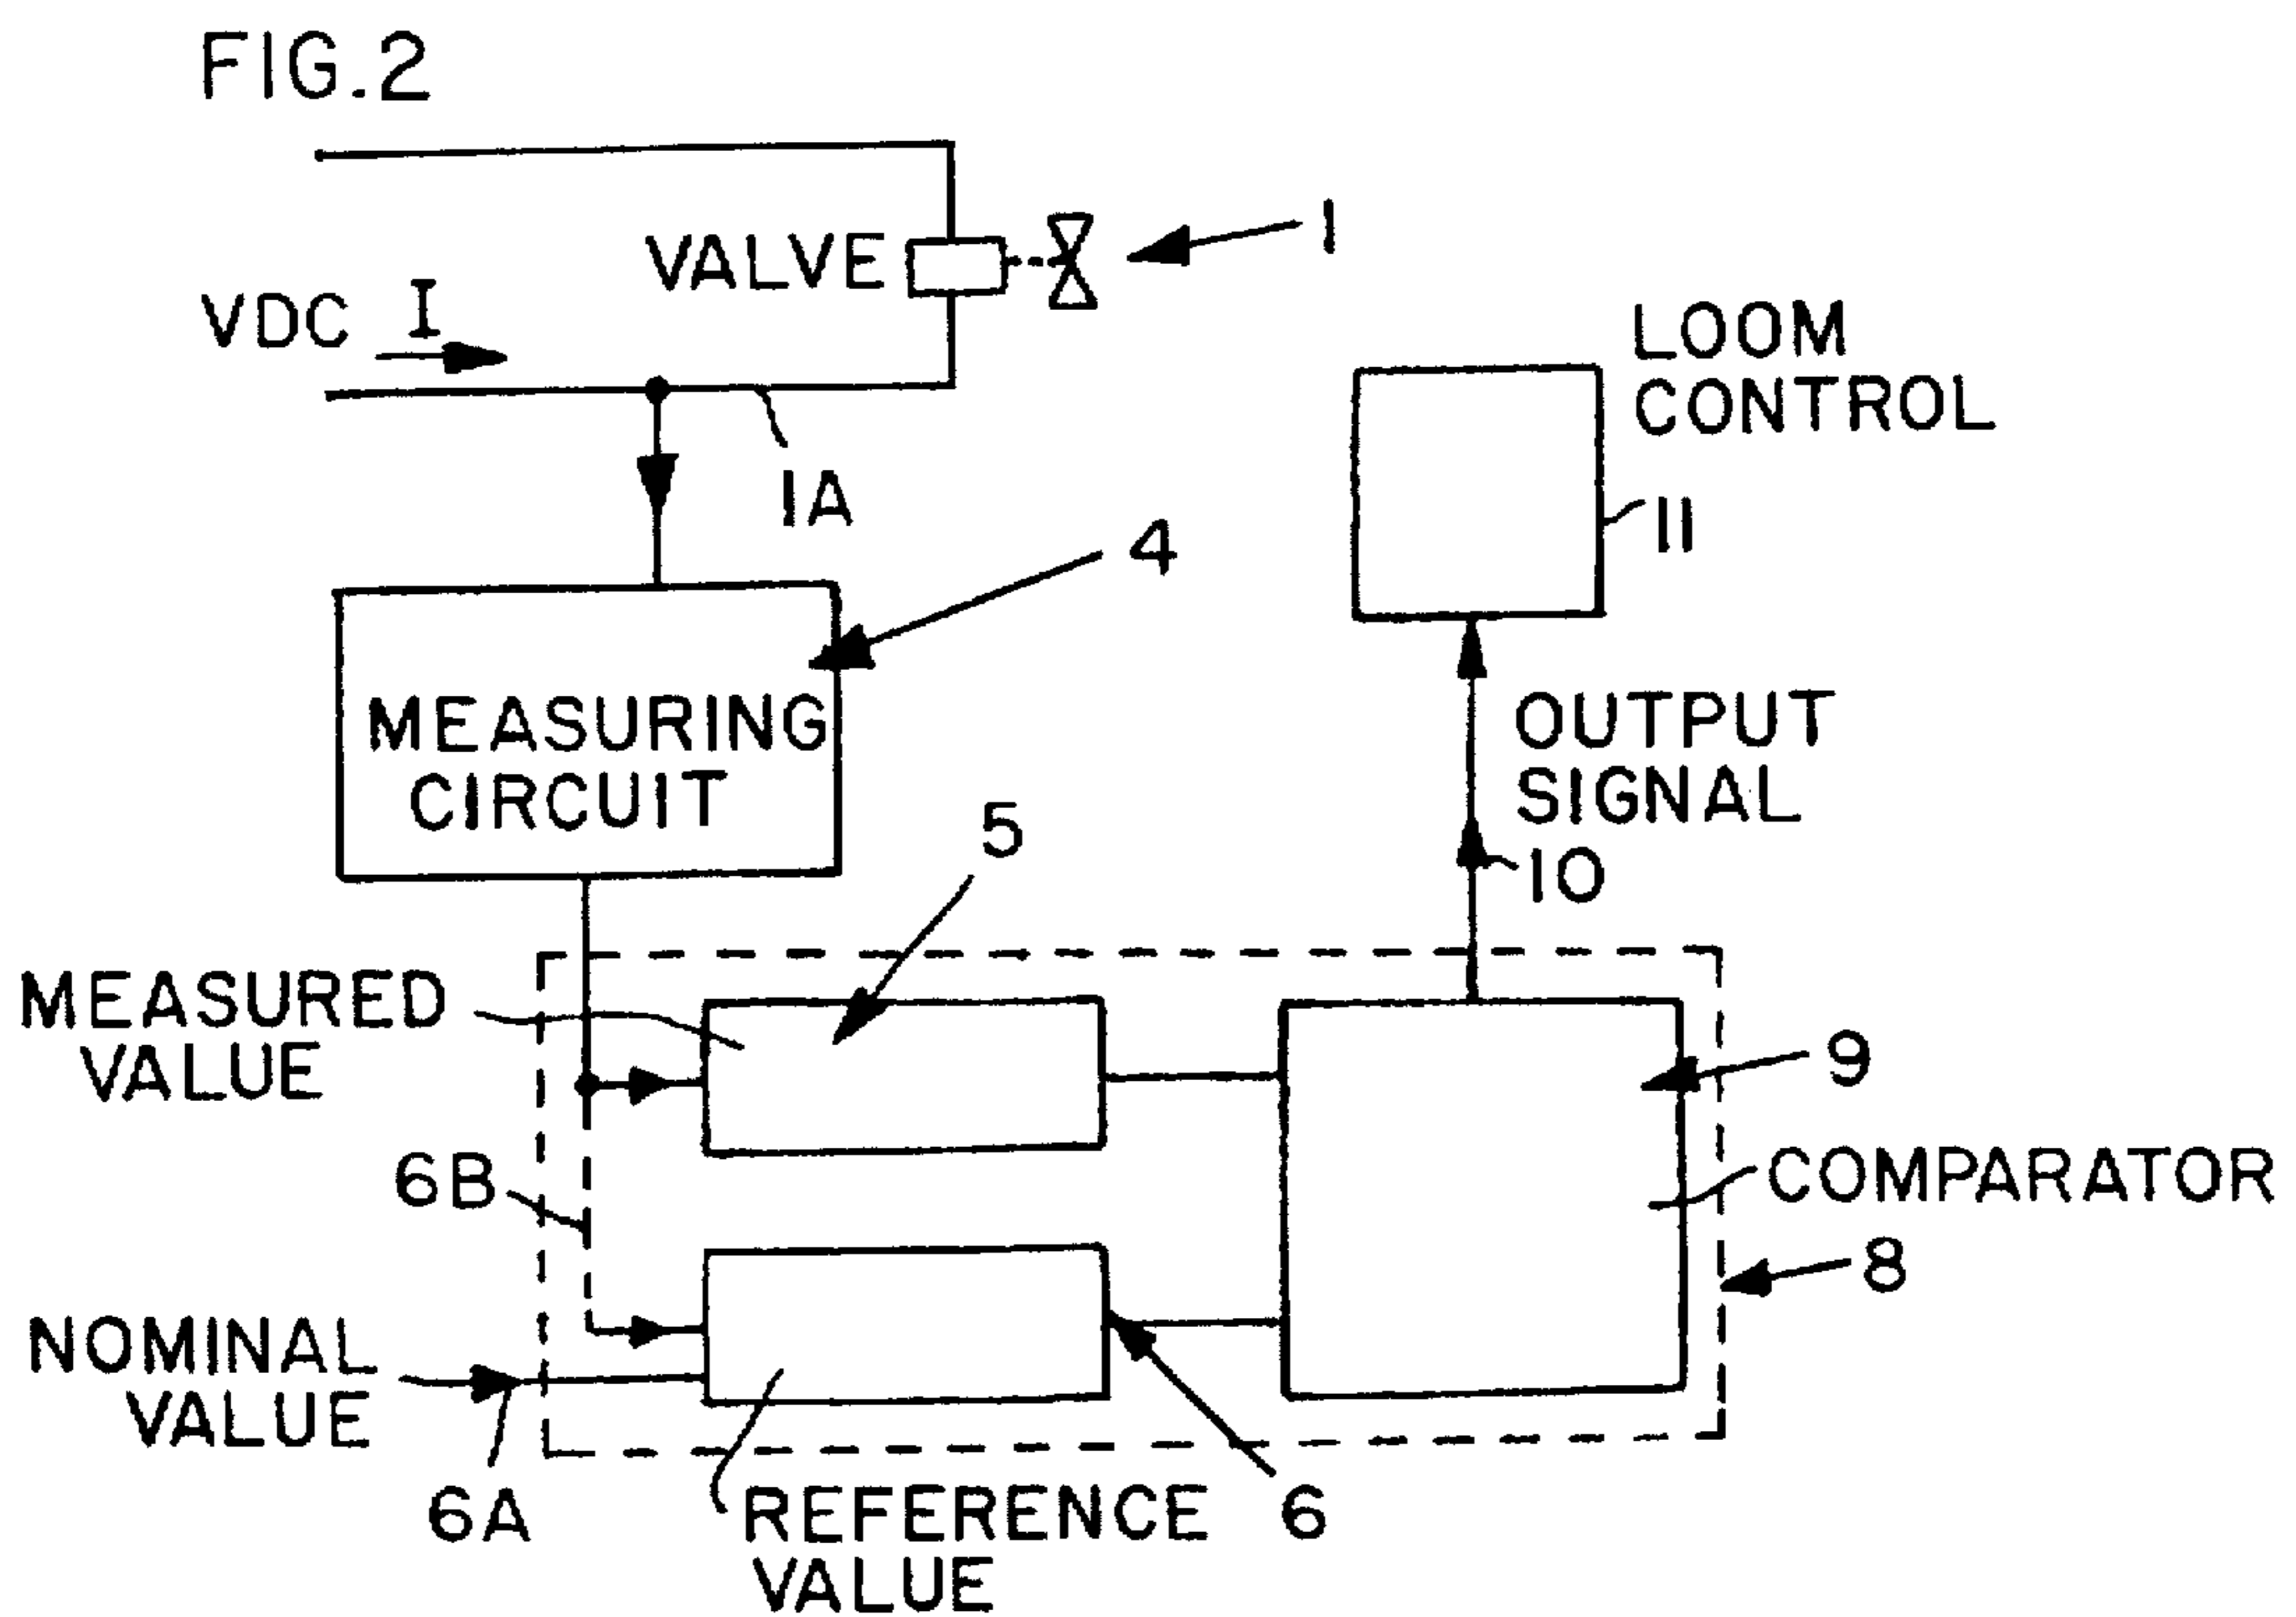 FIG.2
VALVE
1
VDC I
LOOM
CONTROL
1A
11
4
MEASURING
CIRCUIT
OUTPUT
SIGNAL
5
10
MEASURED
VALUE
9
6B
COMPARATOR
8
NOMINAL
VALUE
6A
REFERENCE
VALUE
6